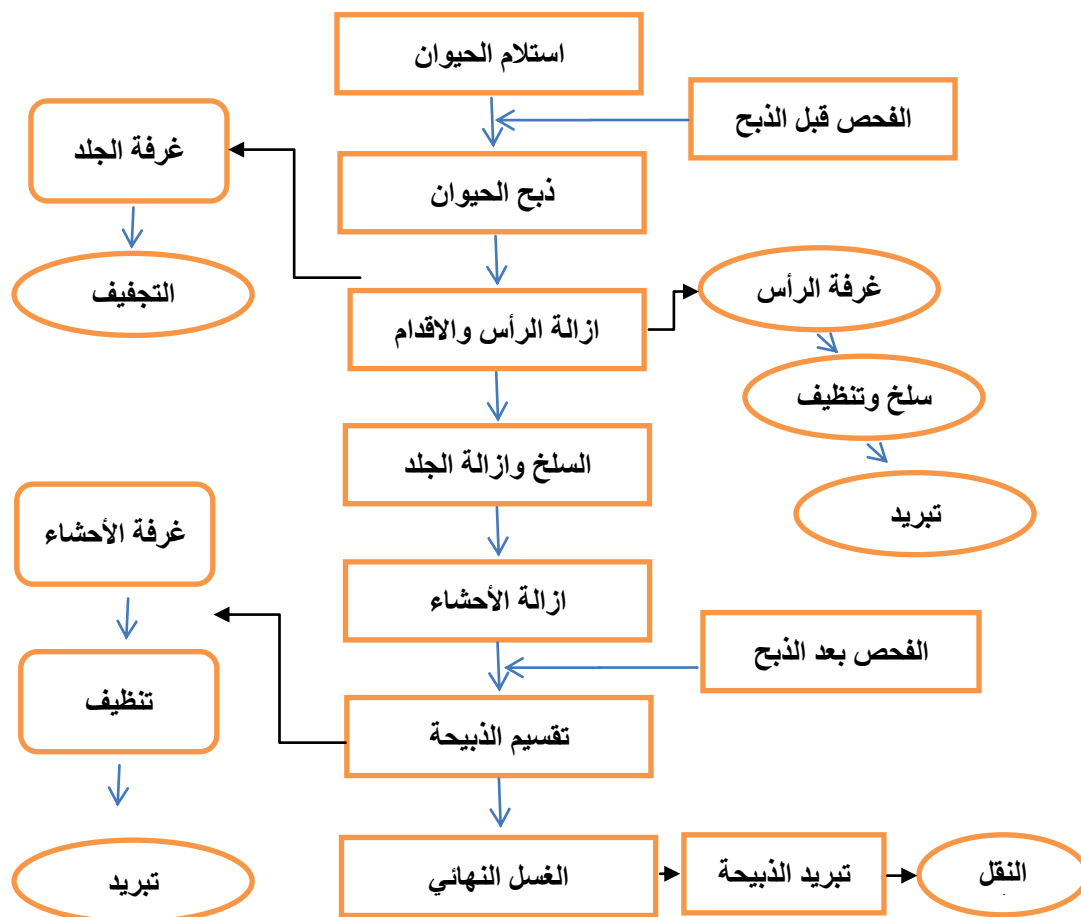 استلام الحيوان
الفحص قبل الذبح
غرفة الجلد
ذبح الحيوان
غرفة الرأس
التجفيف
ازالة الرأس والاقدام
سلخ وتنظيف
السلخ وازالة الجلد
تبريد
غرفة الأحشاء
ازالة الأحشاء
الفحص بعد الذبح
تنظيف
تقسيم الذبيحة
تبريد
الغسل النهائي
تبريد الذبيحة
النقل